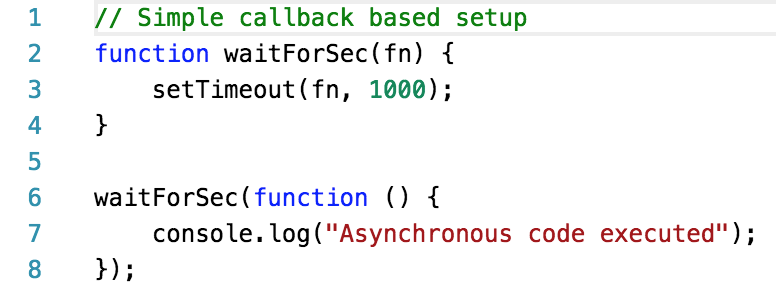 1 // Simple callback based setup
2 function waitForSec(fn) {
3     setTimeout(fn, 1000);
4 }
5
6 waitForSec(function () {
7     console.log("Asynchronous code executed");
8 });